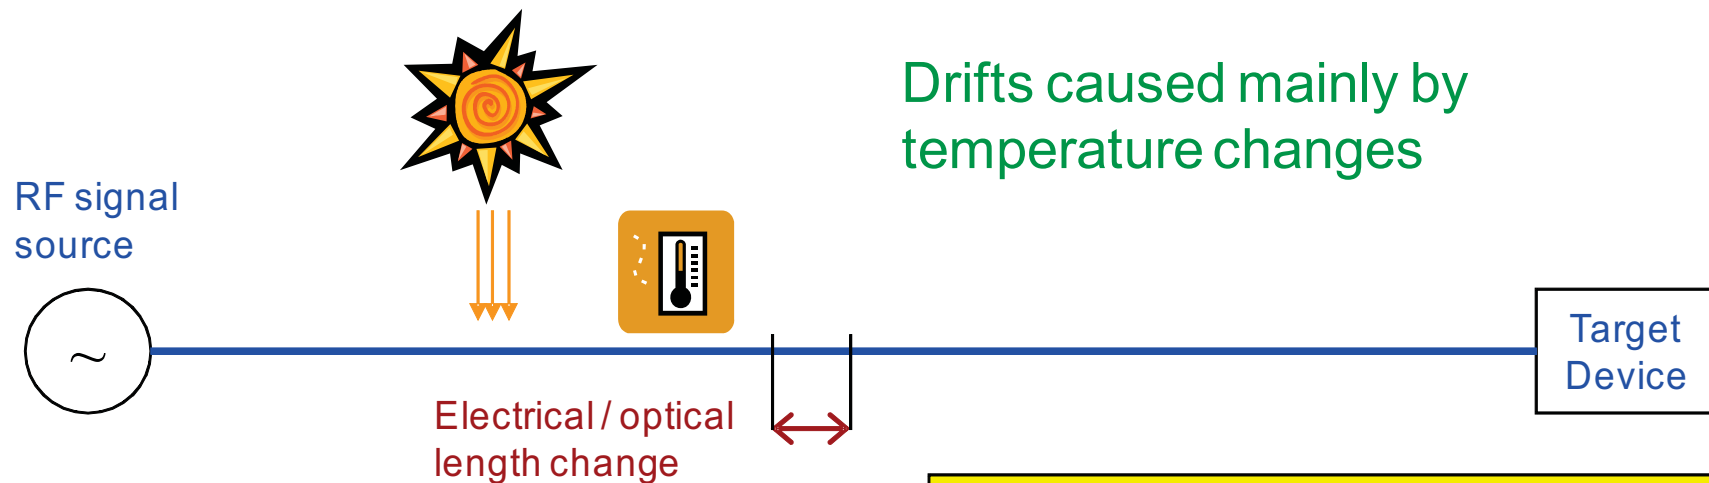 Drifts caused mainly by
temperature changes
RF signal
source
~
Target
Device
Electrical / optical
length change